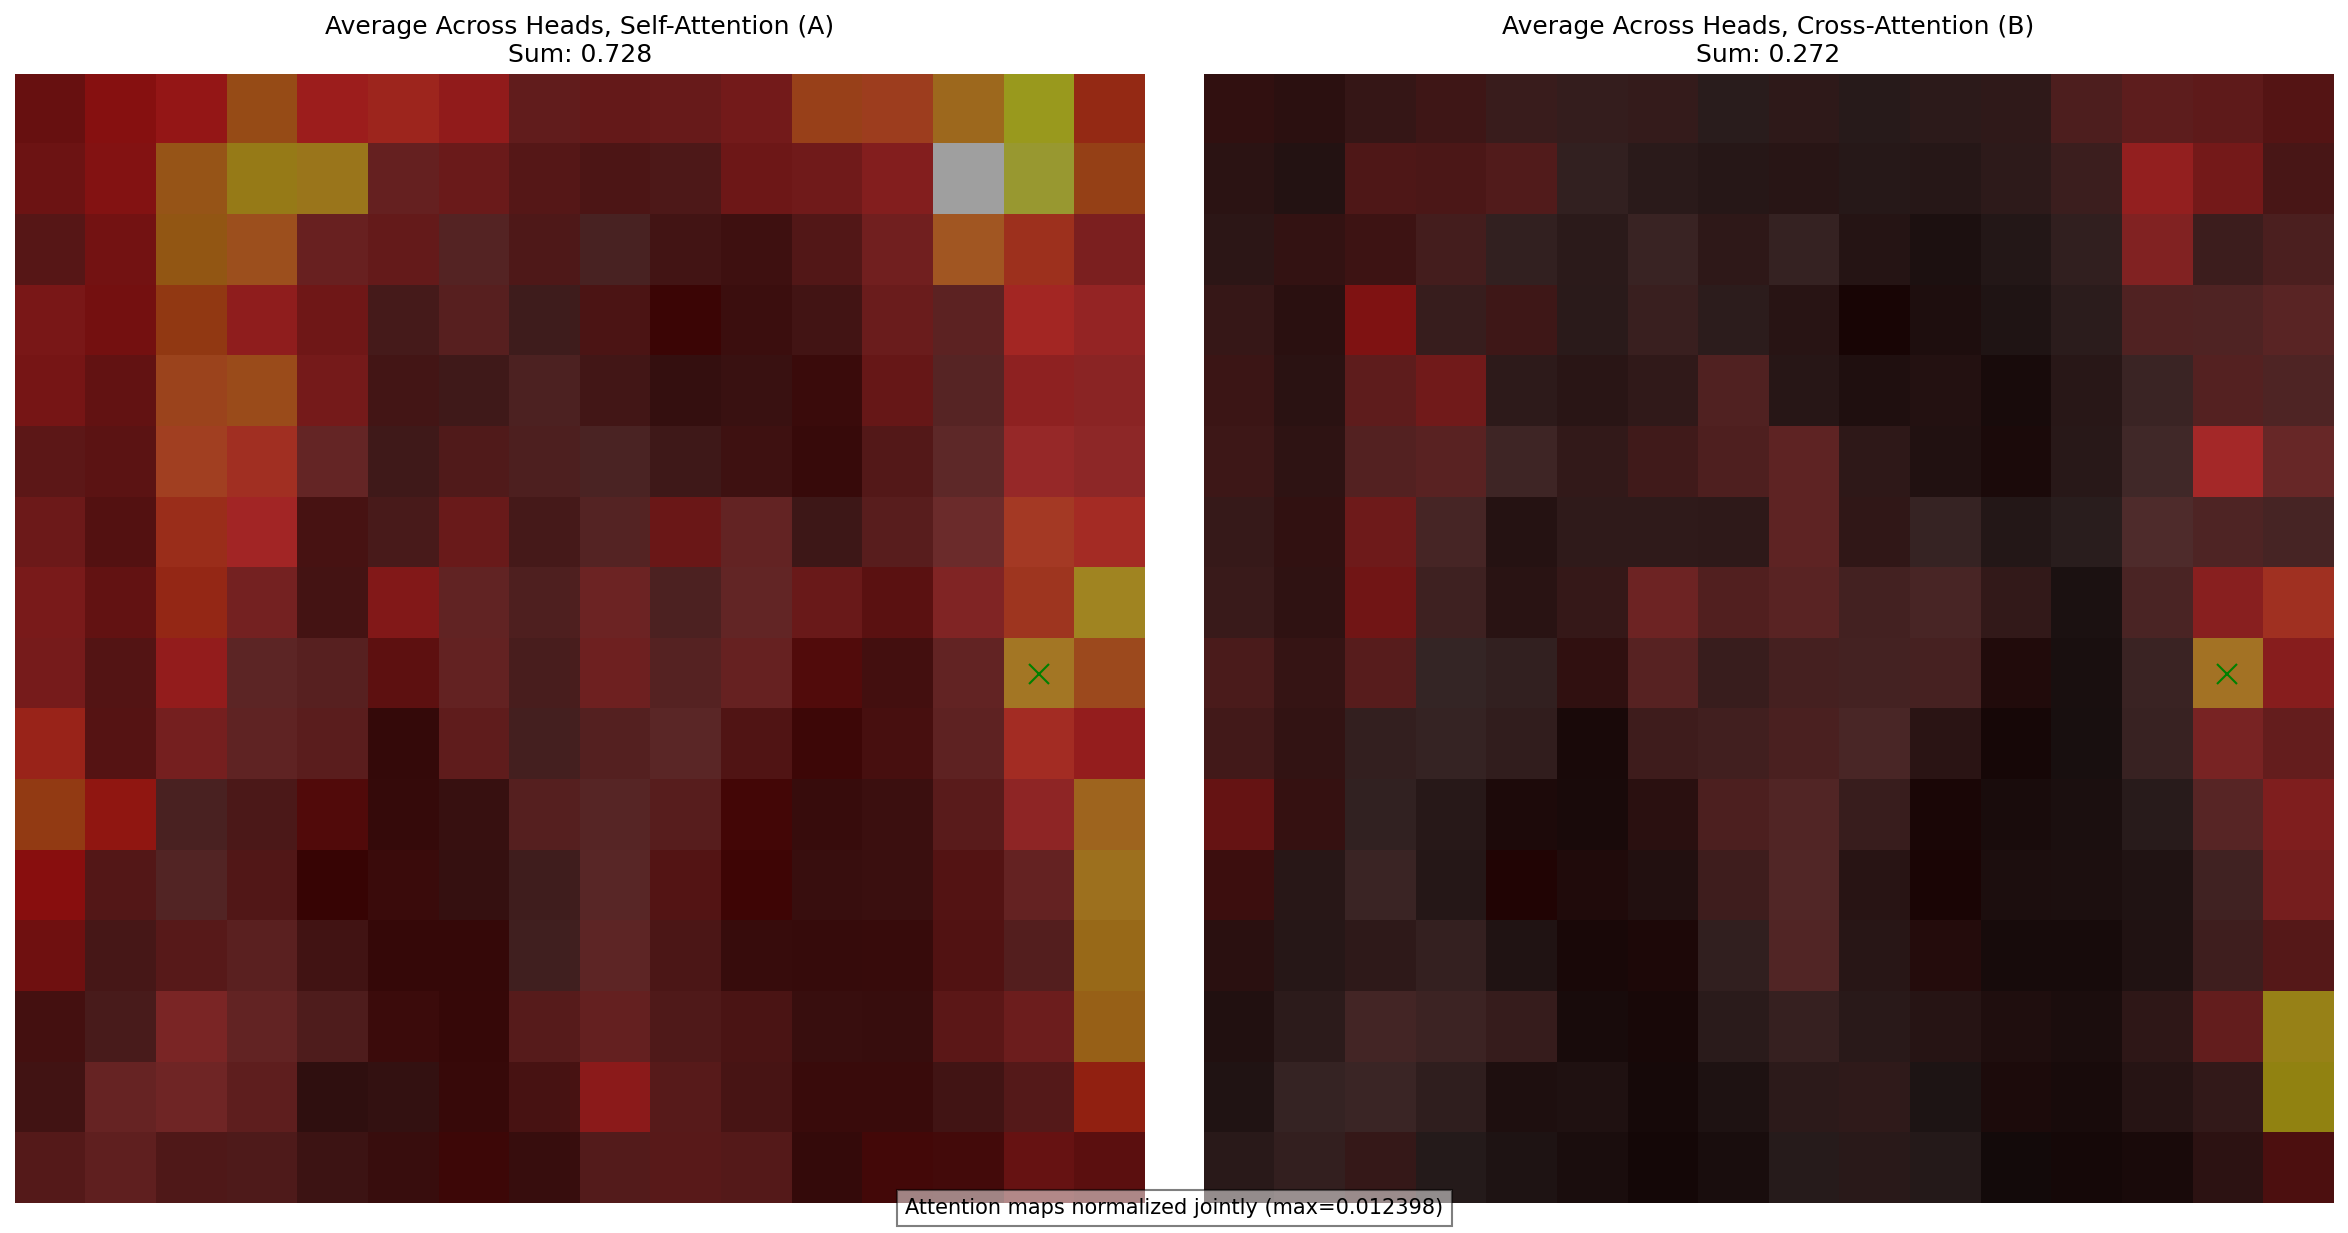 Average Across Heads, Self-Attention (A)
Sum: 0.728
Average Across Heads, Cross-Attention (B)
Sum: 0.272
Attention maps normalized jointly (max=0.012398)